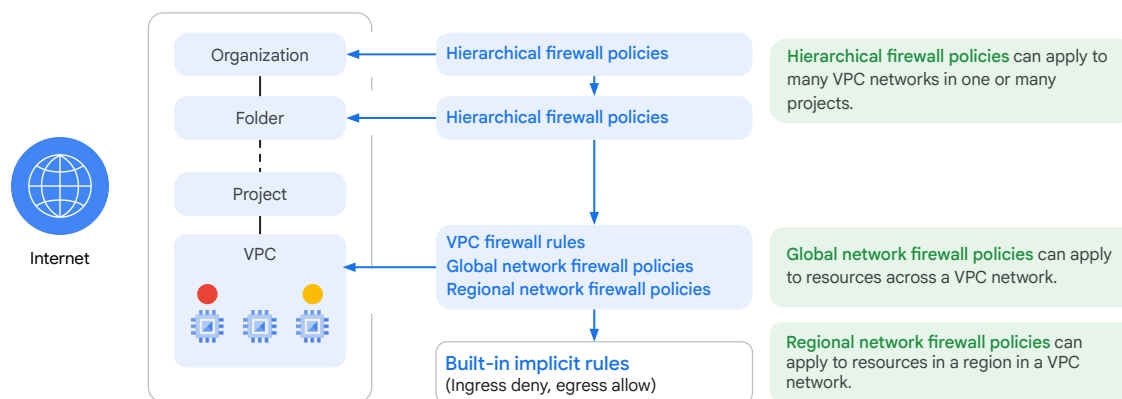 Organization
Hierarchical firewall policies
Hierarchical firewall policies can apply to
many VPC networks in one or many
projects.
Folder
Hierarchical firewall policies
Project
Internet
VPC
VPC firewall rules
Global network firewall policies
Regional network firewall policies
Global network firewall policies can apply
to resources across a VPC network.
Built-in implicit rules
(Ingress deny, egress allow)
Regional network firewall policies can
apply to resources in a region in a VPC
network.